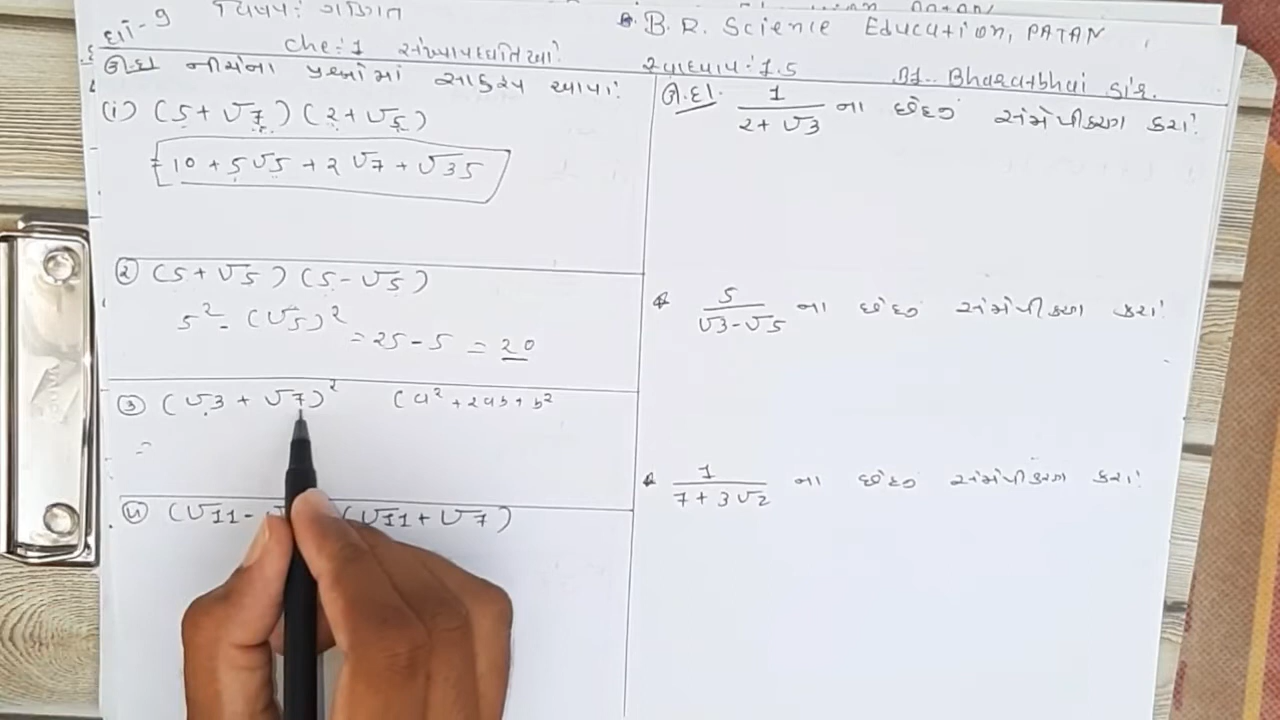 ધો-9 વિષય: ગણિત
B.R. Science Education, PATAN
Ch:1 સંખ્યાપદ્ધતિઓ
સ્વાધ્યાય: 1.5 By. Bharatbhai
ઉ.દા નીચેના પ્રશ્નોમાં સાદુંરૂપ આપો:
(i) (5+√7)(2+√5)
= 10 + 5√5 + 2√7 + √35
② (5+√5)(5-√5)
5² - (√5)² = 25 - 5 = 20
③ (√3 + √7)² (a² + 2ab + b²
=
(√11 - (√11 + √7)
ઉ.દા. 1/(2+√3) ના છેદનું સંમેયીકરણ કરો:
5/(√3-√5) ના છેદનું સંમેયીકરણ કરો:
1/(7+3√2) ના છેદનું સંમેયીકરણ કરો: